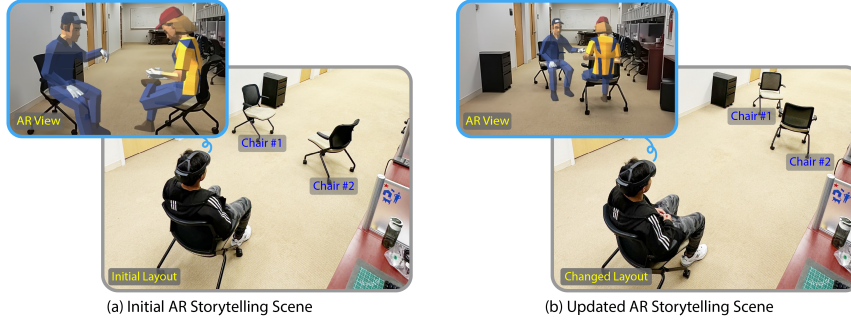 AR View
Chair #1
Chair #2
Initial Layout
(a) Initial AR Storytelling Scene
AR View
Chair #1
Chair #2
Changed Layout
(b) Updated AR Storytelling Scene